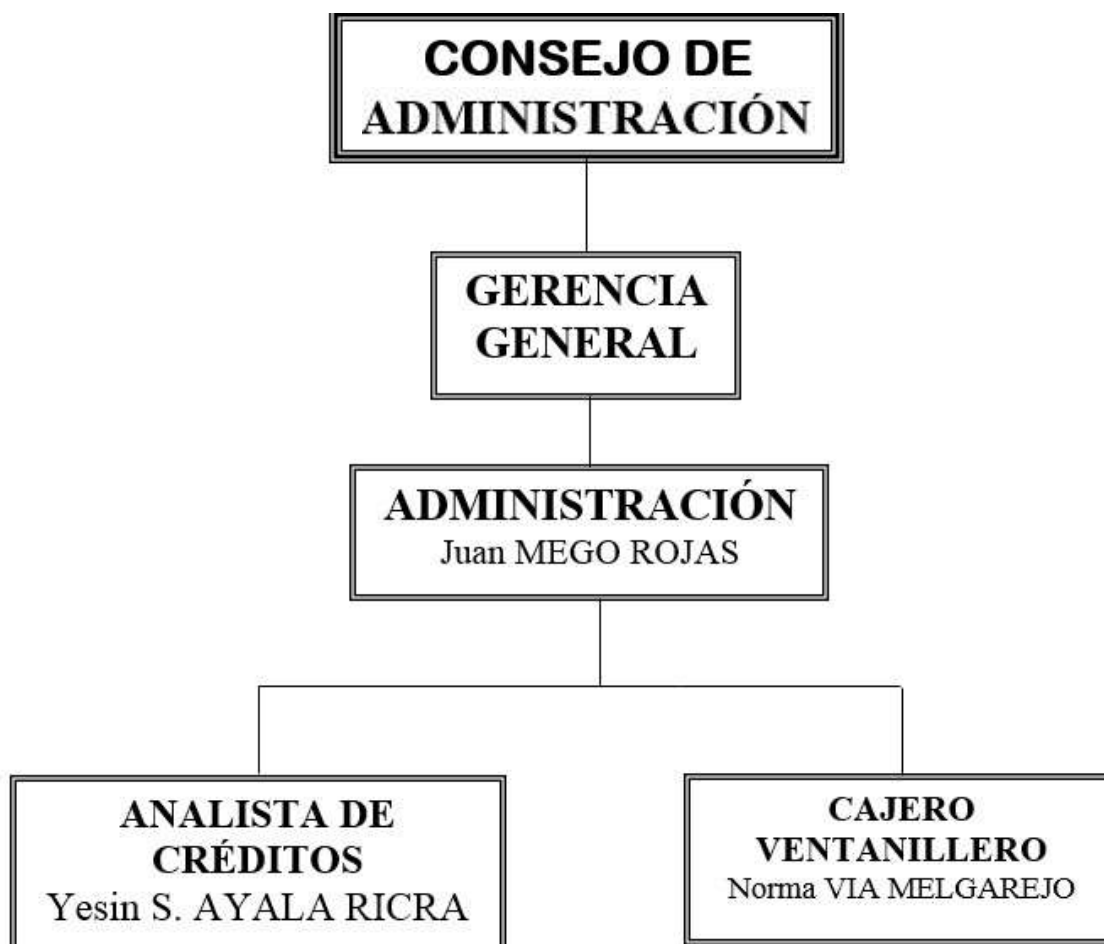 CONSEJO DE
ADMINISTRACIÓN
GERENCIA
GENERAL
ADMINISTRACIÓN
Juan MEGO ROJAS
ANALISTA DE
CRÉDITOS
Yesin S. AYALA RICRA
CAJERO
VENTANILLERO
Norma VIA MELGAREJO